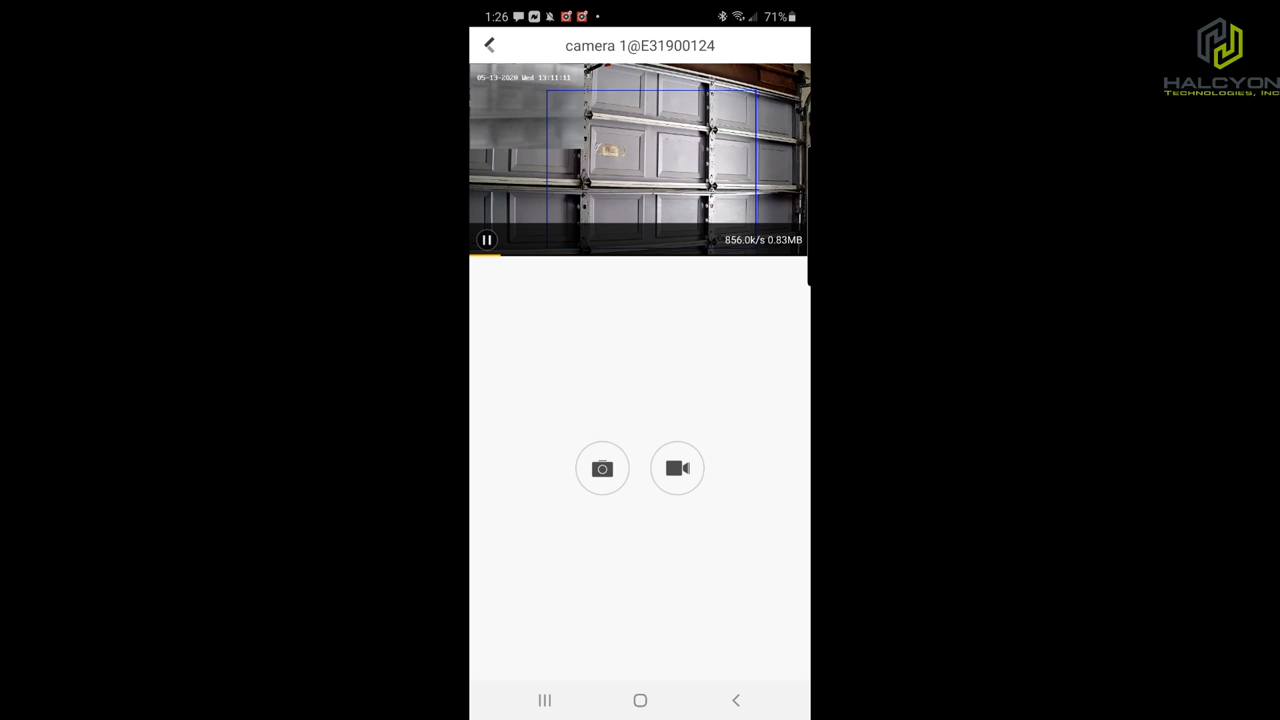 1:26
71%
camera 1@E31900124
05-13-2020 Wed 13:11:11
856.0k/s 0.83MB
HALCYON
TECHNOLOGIES, INC